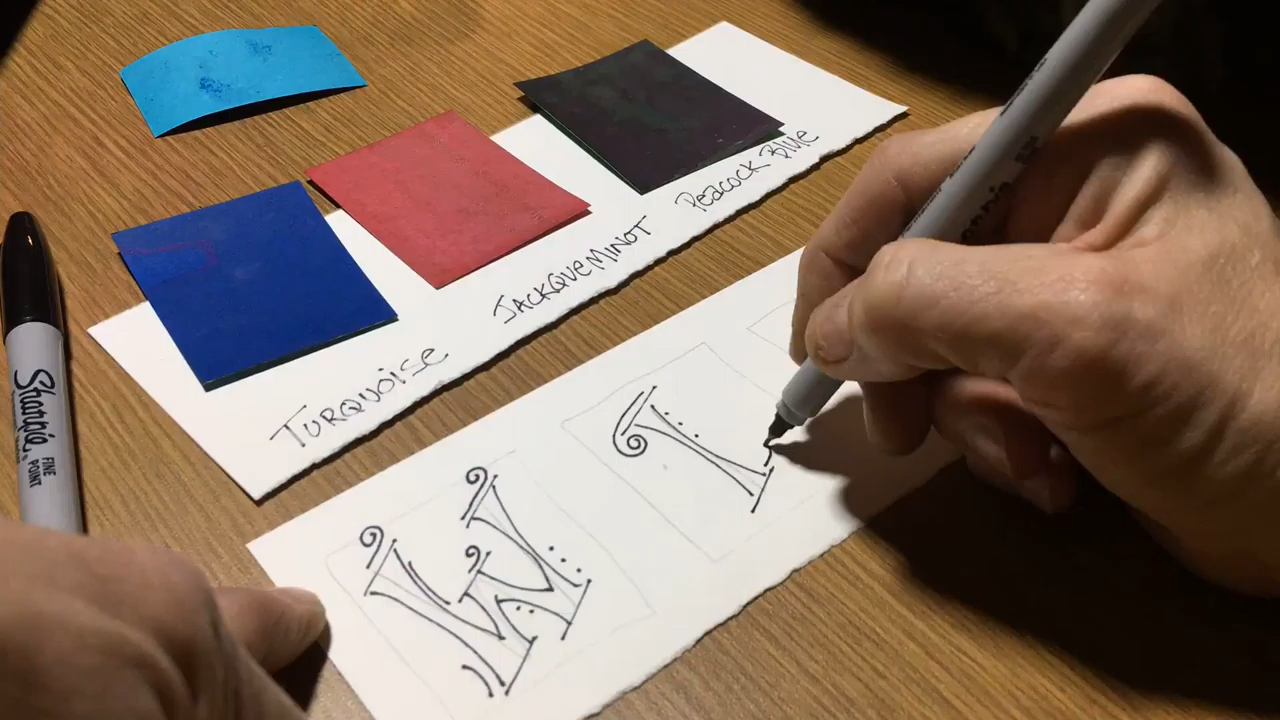 TURQUOISE
JACKQUEMINOT
Peacock Blue
Sharpie
FINE
POINT
W
I